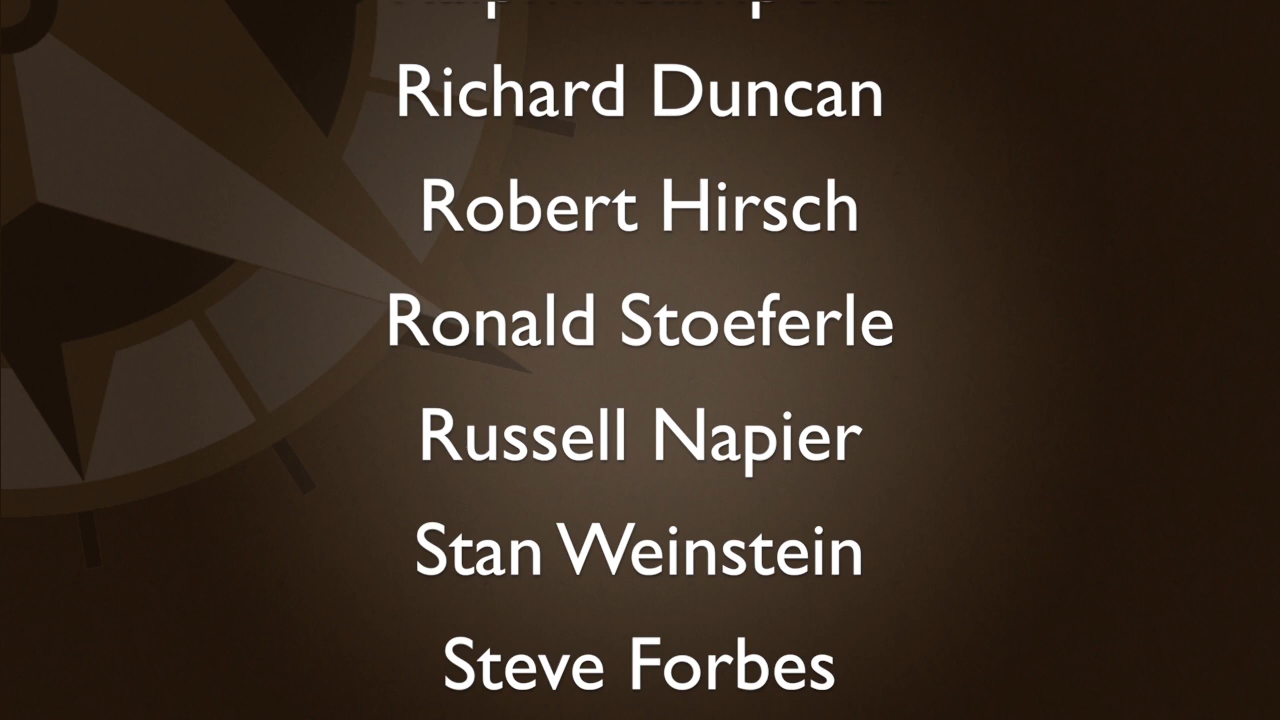 Richard Duncan
Robert Hirsch
Ronald Stoeferle
Russell Napier
Stan Weinstein
Steve Forbes